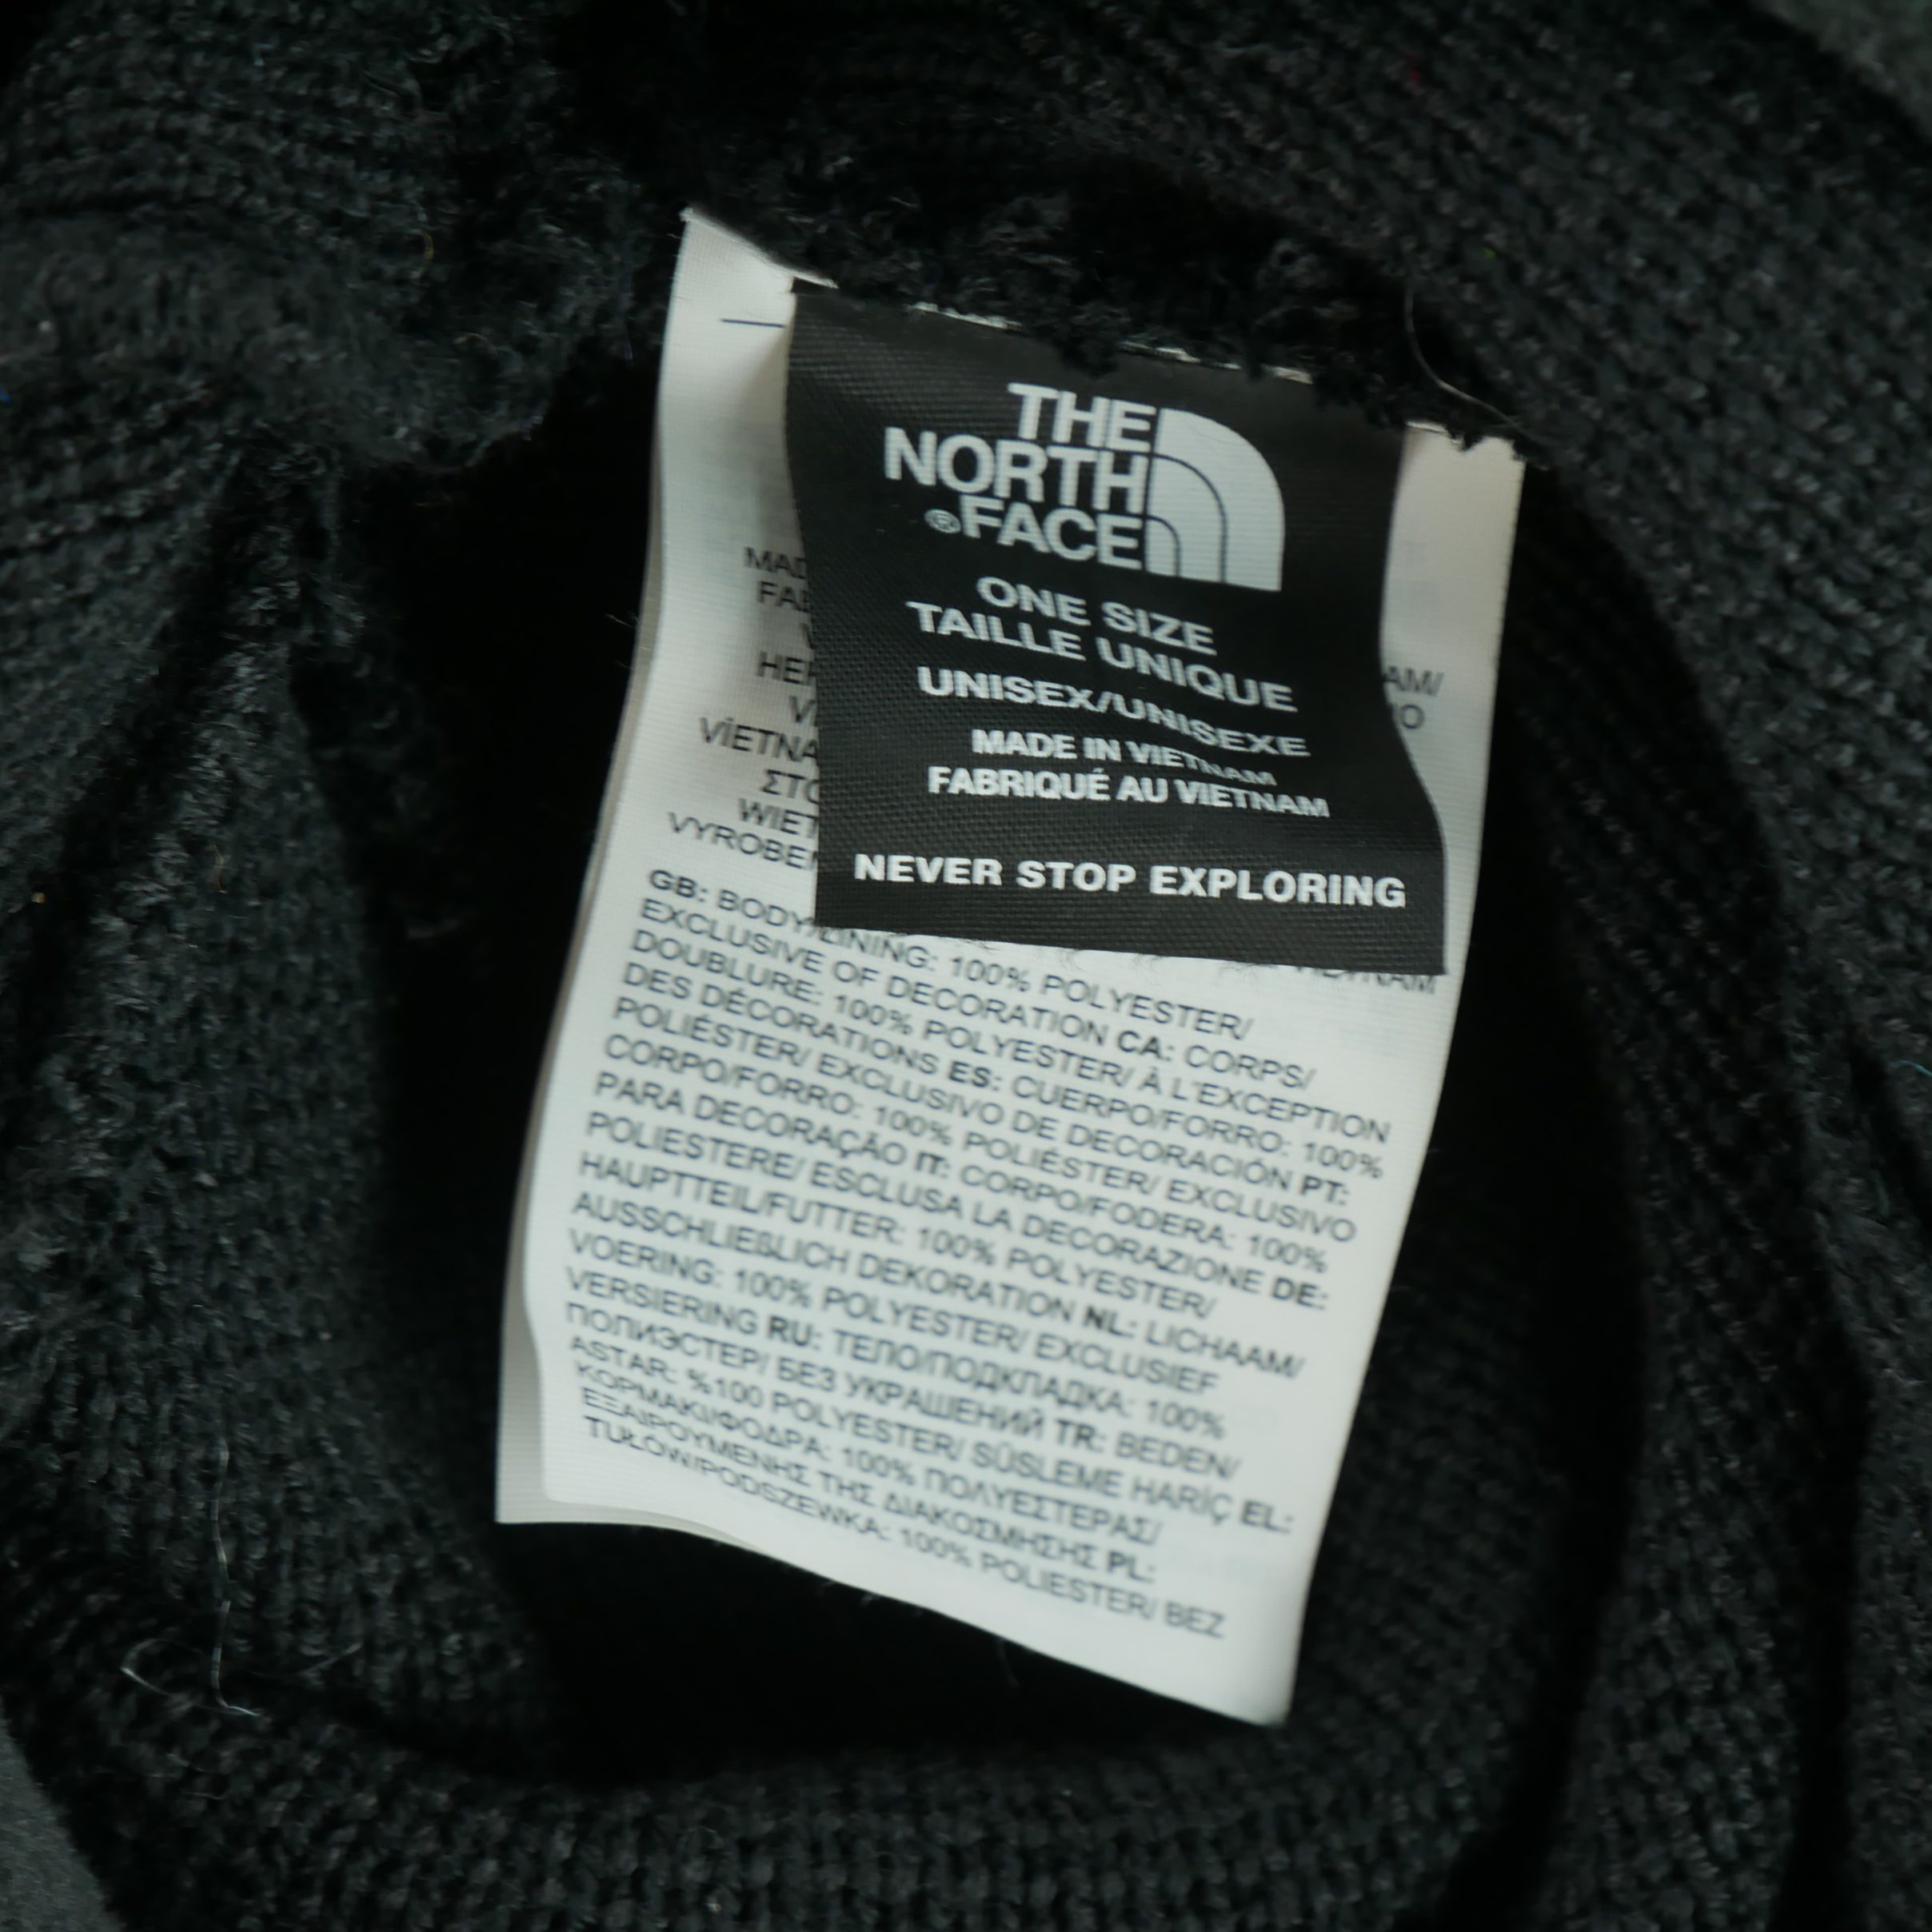 THE
NORTH
®FACE
ONE SIZE
TAILLE UNIQUE
UNISEX/UNISEXE
MADE IN VIETNAM
FABRIQUÉ AU VIETNAM
NEVER STOP EXPLORING
GB: BODY/LINING: 100% POLYESTER/
EXCLUSIVE OF DECORATION CA: CORPS/
DOUBLURE: 100% POLYESTER/ À L'EXCEPTION
DES DÉCORATIONS ES: CUERPO/FORRO: 100%
POLIÉSTER/ EXCLUSIVO DE DECORACIÓN PT:
CORPO/FORRO: 100% POLIÉSTER/ EXCLUSIVO
PARA DECORAÇÃO IT: CORPO/FODERA: 100%
POLIESTERE/ ESCLUSA LA DECORAZIONE DE:
HAUPTTEIL/FUTTER: 100% POLYESTER/
AUSSCHLIEßLICH DEKORATION NL: LICHAAM/
VOERING: 100% POLYESTER/ EXCLUSIEF
VERSIERING RU: ТЕЛО/ПОДКЛАДКА: 100%
ПОЛИЭСТЕР/ БЕЗ УКРАШЕНИЙ TR: BEDEN/
ASTAR: %100 POLYESTER/ SÜSLEME HARİÇ EL:
ΚΟΡΜΑΚΙ/ΦΟΔΡΑ: 100% ΠΟΛΥΕΣΤΕΡΑΣ/
ΕΞΑΙΡΟΥΜΕΝΗΣ ΤΗΣ ΔΙΑΚΟΣΜΗΣΗΣ PL:
TUŁÓW/PODSZEWKA: 100% POLIESTER/ BEZ